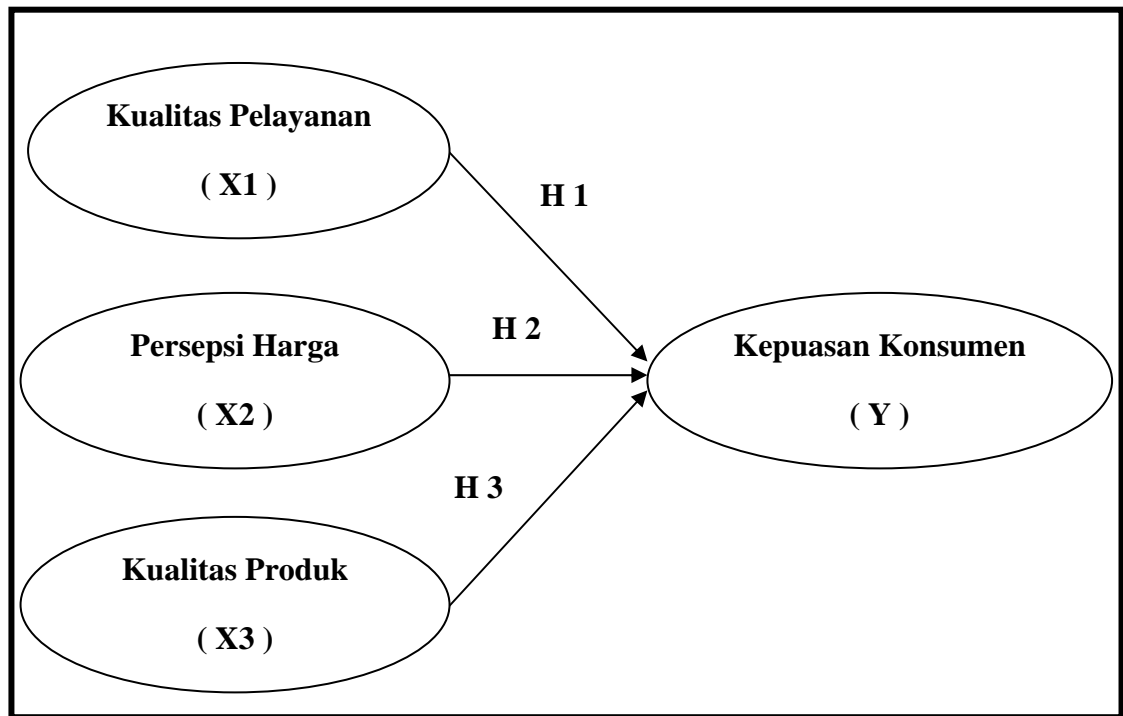 Kualitas Pelayanan
( X1 )
H 1
Persepsi Harga
( X2 )
H 2
Kepuasan Konsumen
( Y )
H 3
Kualitas Produk
( X3 )